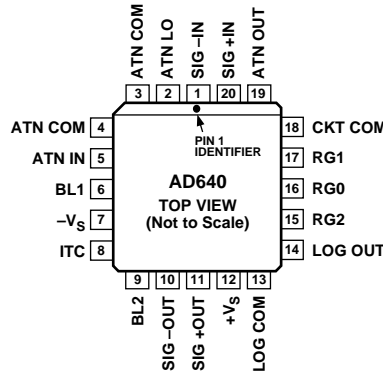 ATN COM
ATN LO
SIG –IN
SIG +IN
ATN OUT
3
2
1
20
19
ATN COM 4
ATN IN 5
BL1 6
–VS 7
ITC 8
PIN 1
IDENTIFIER
AD640
TOP VIEW
(Not to Scale)
18 CKT COM
17 RG1
16 RG0
15 RG2
14 LOG OUT
9
10
11
12
13
BL2
SIG –OUT
SIG +OUT
+VS
LOG COM